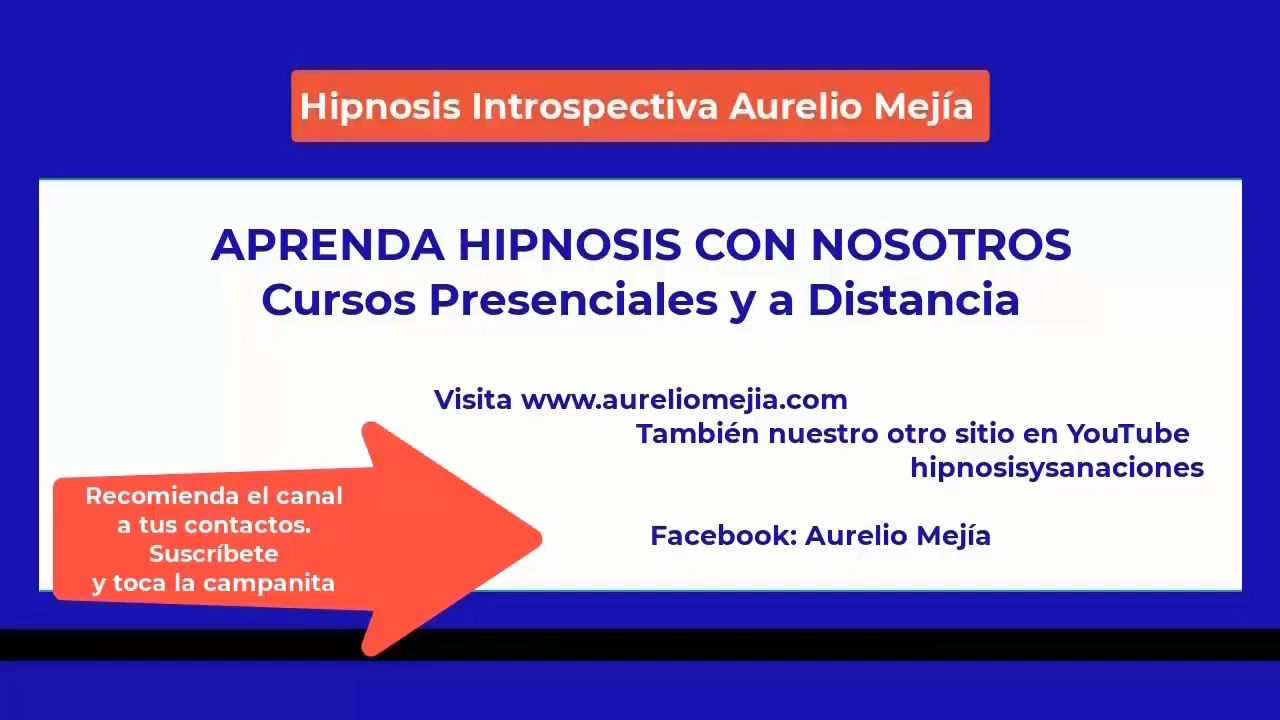 Hipnosis Introspectiva Aurelio Mejía
APRENDA HIPNOSIS CON NOSOTROS
Cursos Presenciales y a Distancia
Visita www.aureliomejia.com
También nuestro otro sitio en YouTube
hipnosisysanaciones
Facebook: Aurelio Mejía
Recomienda el canal
a tus contactos.
Suscríbete
y toca la campanita